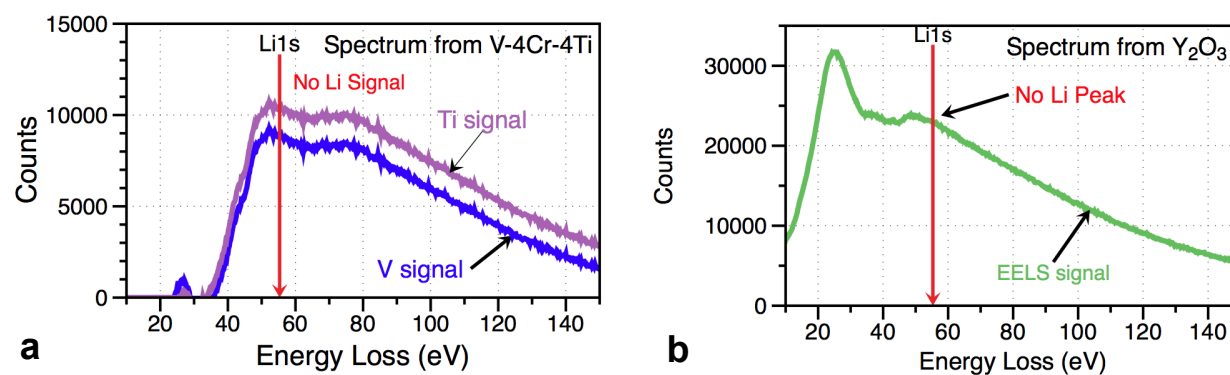 15000
10000
5000
0
Counts
Li1s
Spectrum from V-4Cr-4Ti
No Li Signal
Ti signal
V signal
20 40 60 80 100 120 140
Energy Loss (eV)
a
30000
20000
10000
0
Counts
Li1s
Spectrum from Y₂O₃
No Li Peak
EELS signal
20 40 60 80 100 120 140
Energy Loss (eV)
b